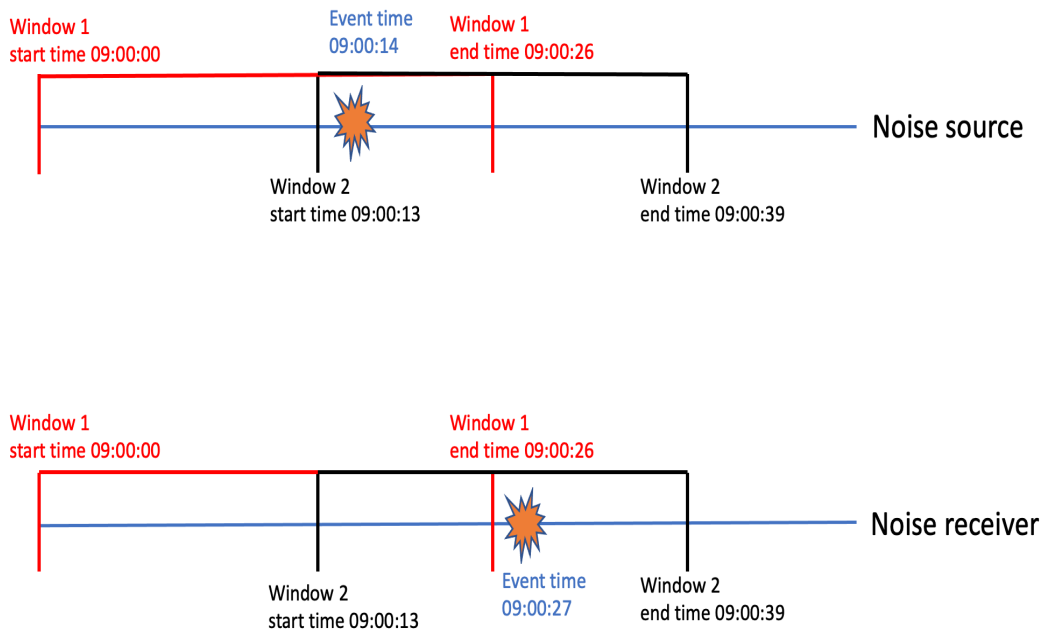 Window 1
start time 09:00:00
Event time
09:00:14
Window 1
end time 09:00:26
Noise source
Window 2
start time 09:00:13
Window 2
end time 09:00:39
Window 1
start time 09:00:00
Window 1
end time 09:00:26
Noise receiver
Window 2
start time 09:00:13
Event time
09:00:27
Window 2
end time 09:00:39